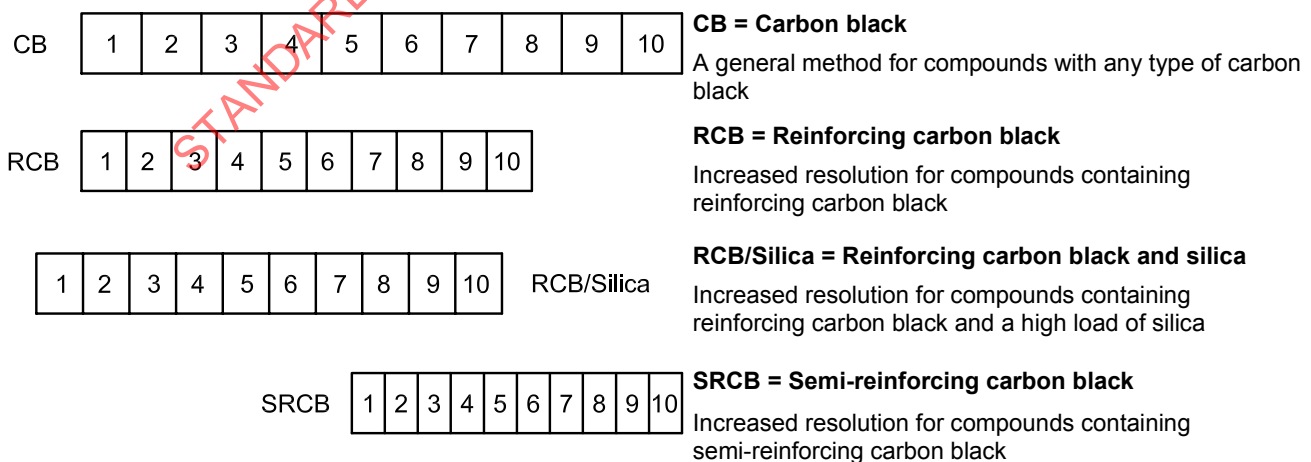 STANDARD
CB 1 2 3 4 5 6 7 8 9 10
CB = Carbon black
A general method for compounds with any type of carbon
black
RCB 1 2 3 4 5 6 7 8 9 10
RCB = Reinforcing carbon black
Increased resolution for compounds containing
reinforcing carbon black
1 2 3 4 5 6 7 8 9 10 RCB/Silica
RCB/Silica = Reinforcing carbon black and silica
Increased resolution for compounds containing
reinforcing carbon black and a high load of silica
SRCB 1 2 3 4 5 6 7 8 9 10
SRCB = Semi-reinforcing carbon black
Increased resolution for compounds containing
semi-reinforcing carbon black